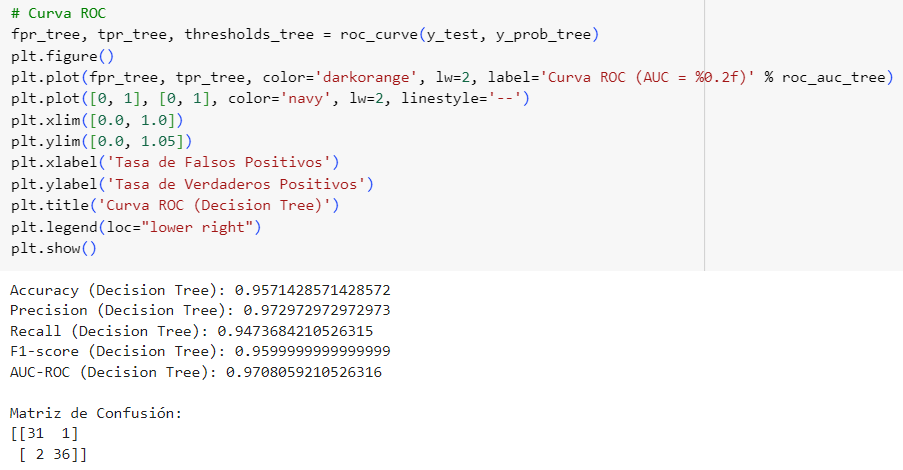 # Curva ROC
fpr_tree, tpr_tree, thresholds_tree = roc_curve(y_test, y_prob_tree)
plt.figure()
plt.plot(fpr_tree, tpr_tree, color='darkorange', lw=2, label='Curva ROC (AUC = %0.2f)' % roc_auc_tree)
plt.plot([0, 1], [0, 1], color='navy', lw=2, linestyle='--')
plt.xlim([0.0, 1.0])
plt.ylim([0.0, 1.05])
plt.xlabel('Tasa de Falsos Positivos')
plt.ylabel('Tasa de Verdaderos Positivos')
plt.title('Curva ROC (Decision Tree)')
plt.legend(loc="lower right")
plt.show()
Accuracy (Decision Tree): 0.9571428571428572
Precision (Decision Tree): 0.972972972972973
Recall (Decision Tree): 0.9473684210526315
F1-score (Decision Tree): 0.9599999999999999
AUC-ROC (Decision Tree): 0.9708059210526316
Matriz de Confusión:
[[31  1]
 [ 2 36]]